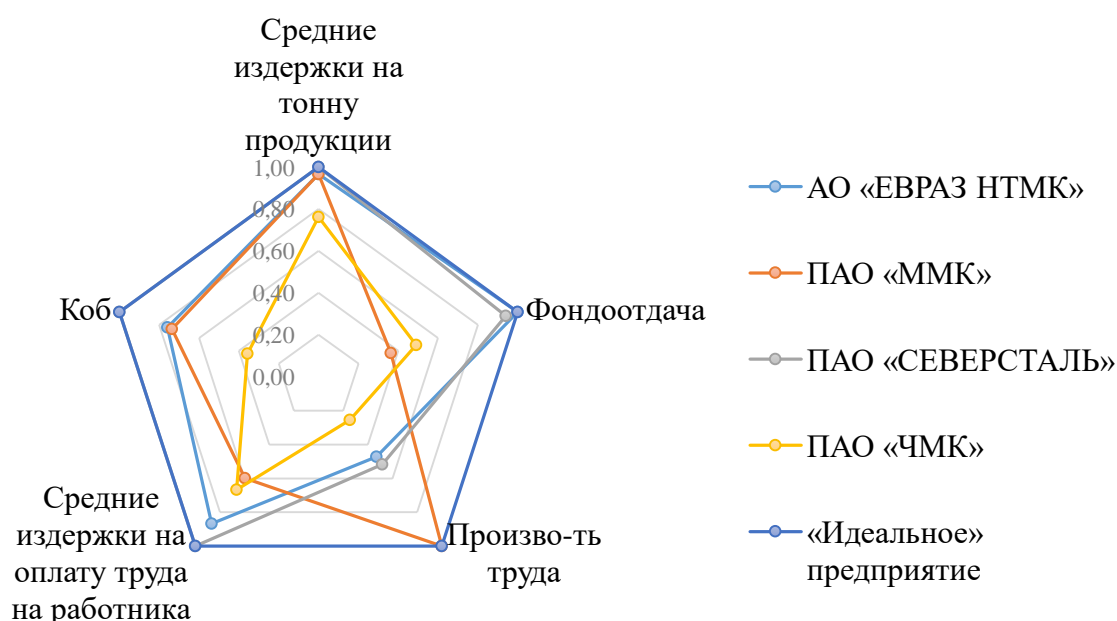 Средние
издержки на
тонну
продукции
1,00
0,80
0,60
0,40
0,20
0,00
Фондоотдача
Произво-ть
труда
Средние
издержки на
оплату труда
на работника
Коб
АО «ЕВРАЗ НТМК»
ПАО «ММК»
ПАО «СЕВЕРСТАЛЬ»
ПАО «ЧМК»
«Идеальное»
предприятие